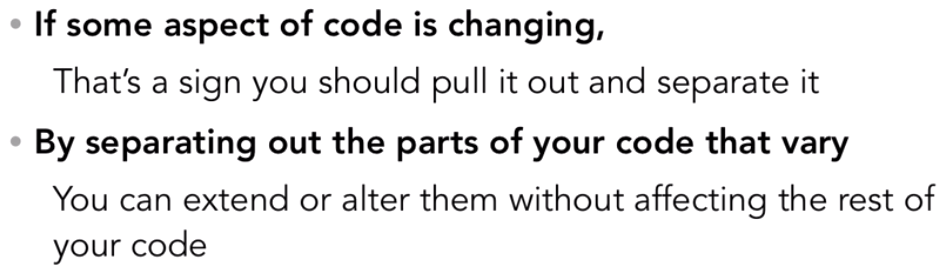 • If some aspect of code is changing,
That’s a sign you should pull it out and separate it
• By separating out the parts of your code that vary
You can extend or alter them without affecting the rest of
your code